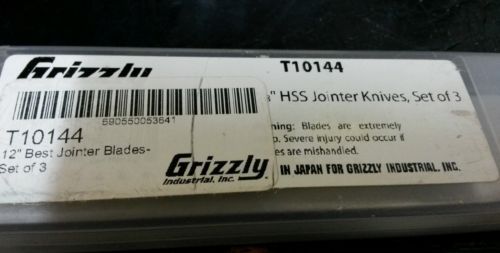 Grizzly
T10144
" HSS Jointer Knives, Set of 3
690550053641
T10144
12" Best Jointer Blades-
Set of 3
Grizzly
Industrial, Inc.
ning: Blades are extremely
p. Severe injury could occur if
es are mishandled.
IN JAPAN FOR GRIZZLY INDUSTRIAL, INC.